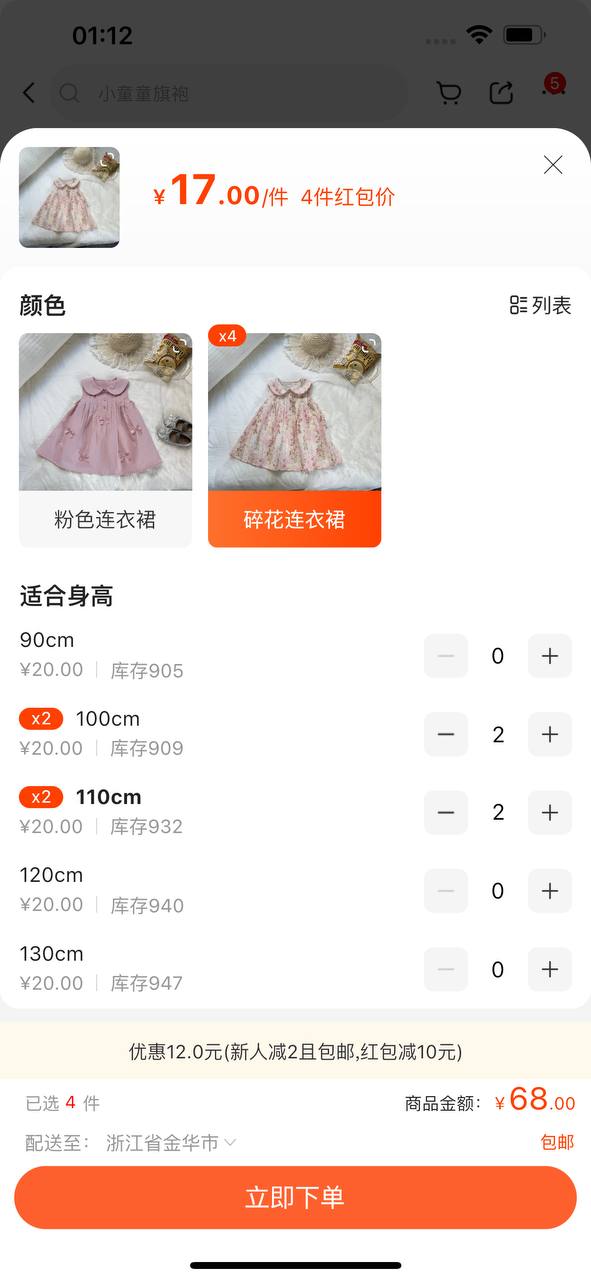 01:12
小童童旗袍
5
¥17.00/件 4件红包价
颜色
列表
x4
粉色连衣裙
碎花连衣裙
适合身高
90cm
¥20.00 库存905
0
x2 100cm
¥20.00 库存909
2
x2 110cm
¥20.00 库存932
2
120cm
¥20.00 库存940
0
130cm
¥20.00 库存947
0
优惠12.0元(新人减2且包邮,红包减10元)
已选 4 件
商品金额: ¥68.00
配送至: 浙江省金华市
包邮
立即下单